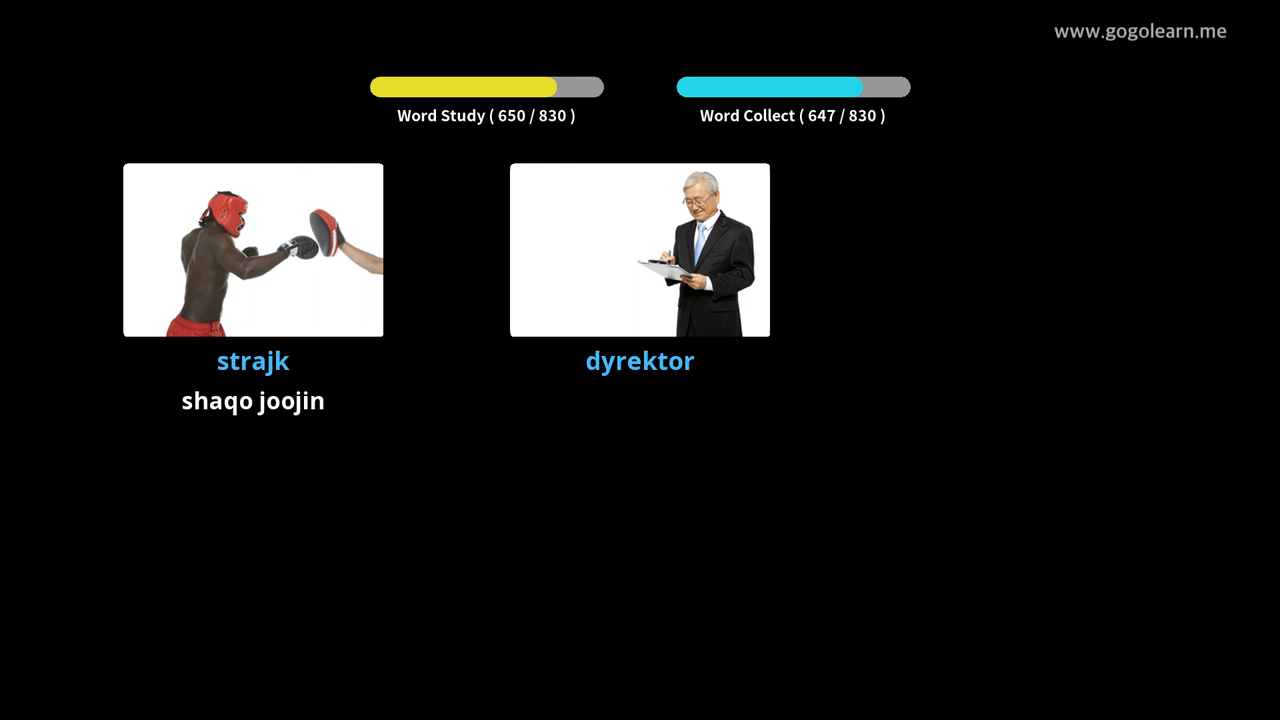 www.gogolearn.me
Word Study ( 650 / 830 )
Word Collect ( 647 / 830 )
strajk
dyrektor
shaqo joojin